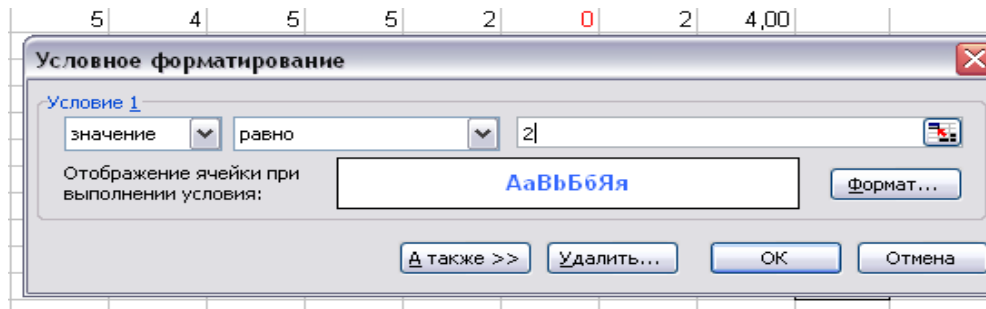 5 4 5 5 2 0 2 4,00
Условное форматирование
Условие 1
значение равно 2
Отображение ячейки при выполнении условия:
АаBbБбЯя
Формат...
А также >> Удалить... ОК Отмена